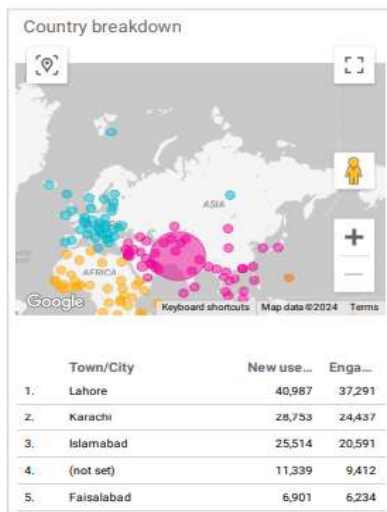 Country breakdown
ASIA
AFRICA
Google
Keyboard shortcuts Map data ©2024 Terms
Town/City New use... Enga...
1. Lahore 40,987 37,291
2. Karachi 28,753 24,437
3. Islamabad 25,514 20,591
4. (not set) 11,339 9,412
5. Faisalabad 6,901 6,234